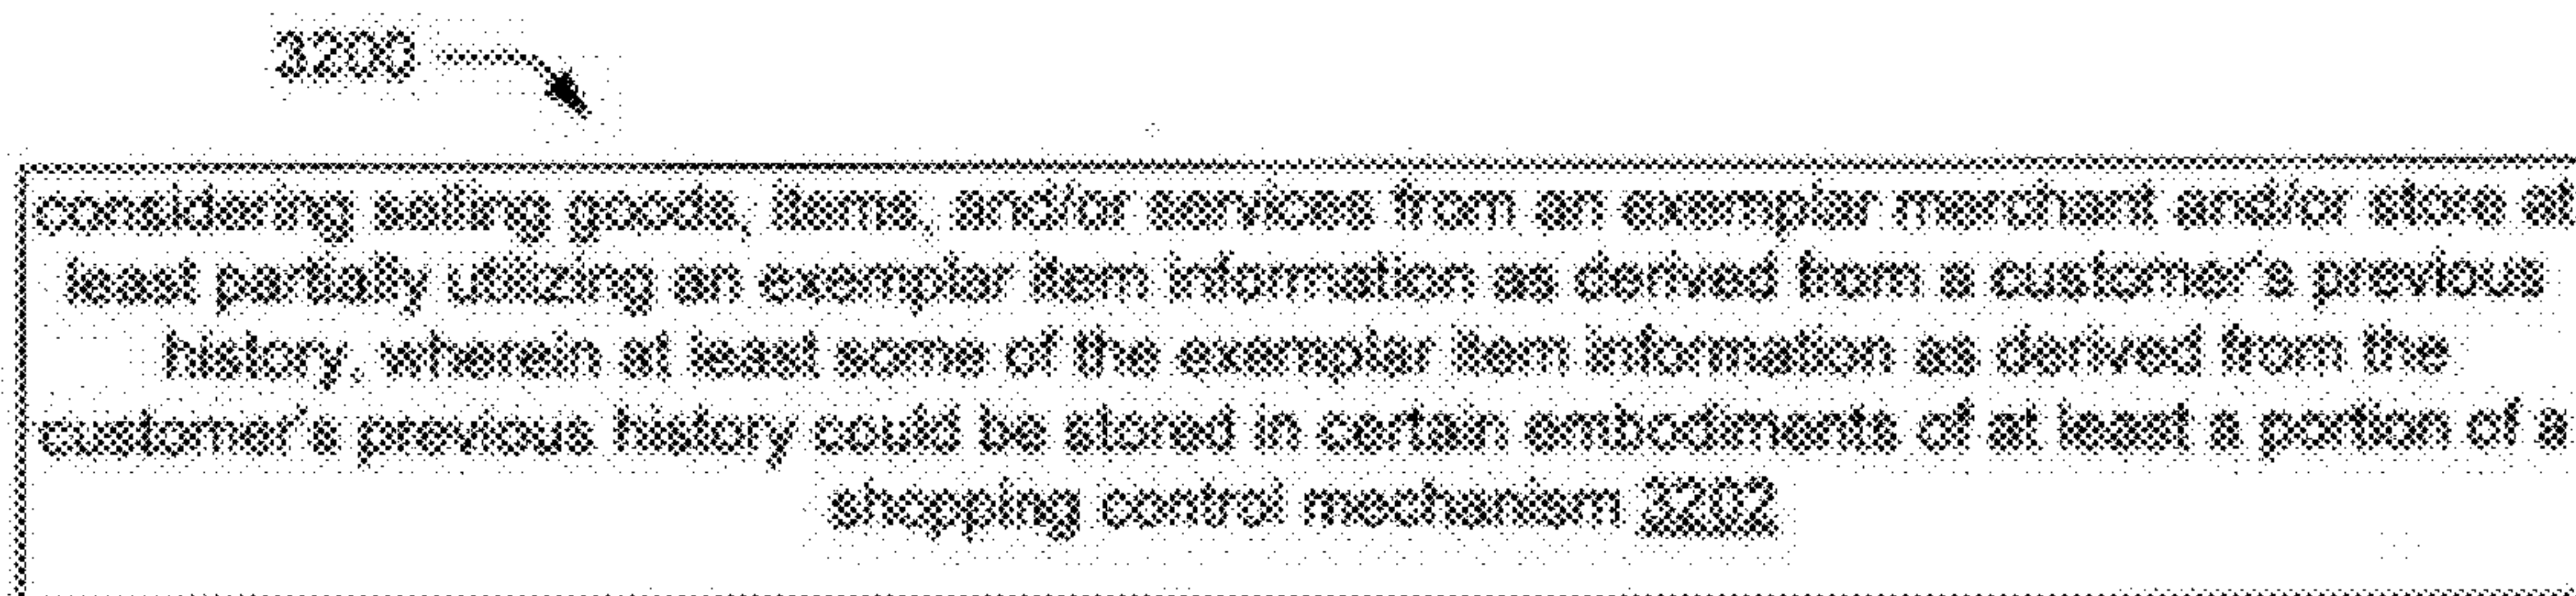 3200
considering selling goods, items, and/or services from an exemplar merchant and/or store at
least partially utilizing an exemplar item information as derived from a customer's previous
history, wherein at least some of the exemplar item information as derived from the
customer's previous history could be stored in certain embodiments of at least a portion of a
shopping control mechanism 3202